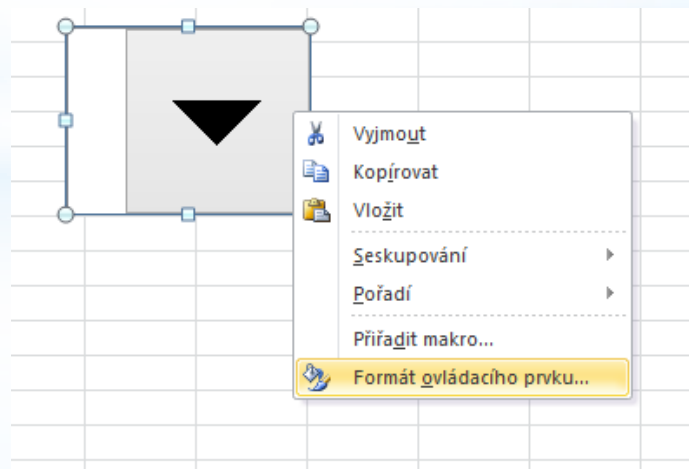 Vyjmout
Kopírovat
Vložit
Seskupování
Pořadí
Přiřadit makro...
Formát ovládacího prvku...